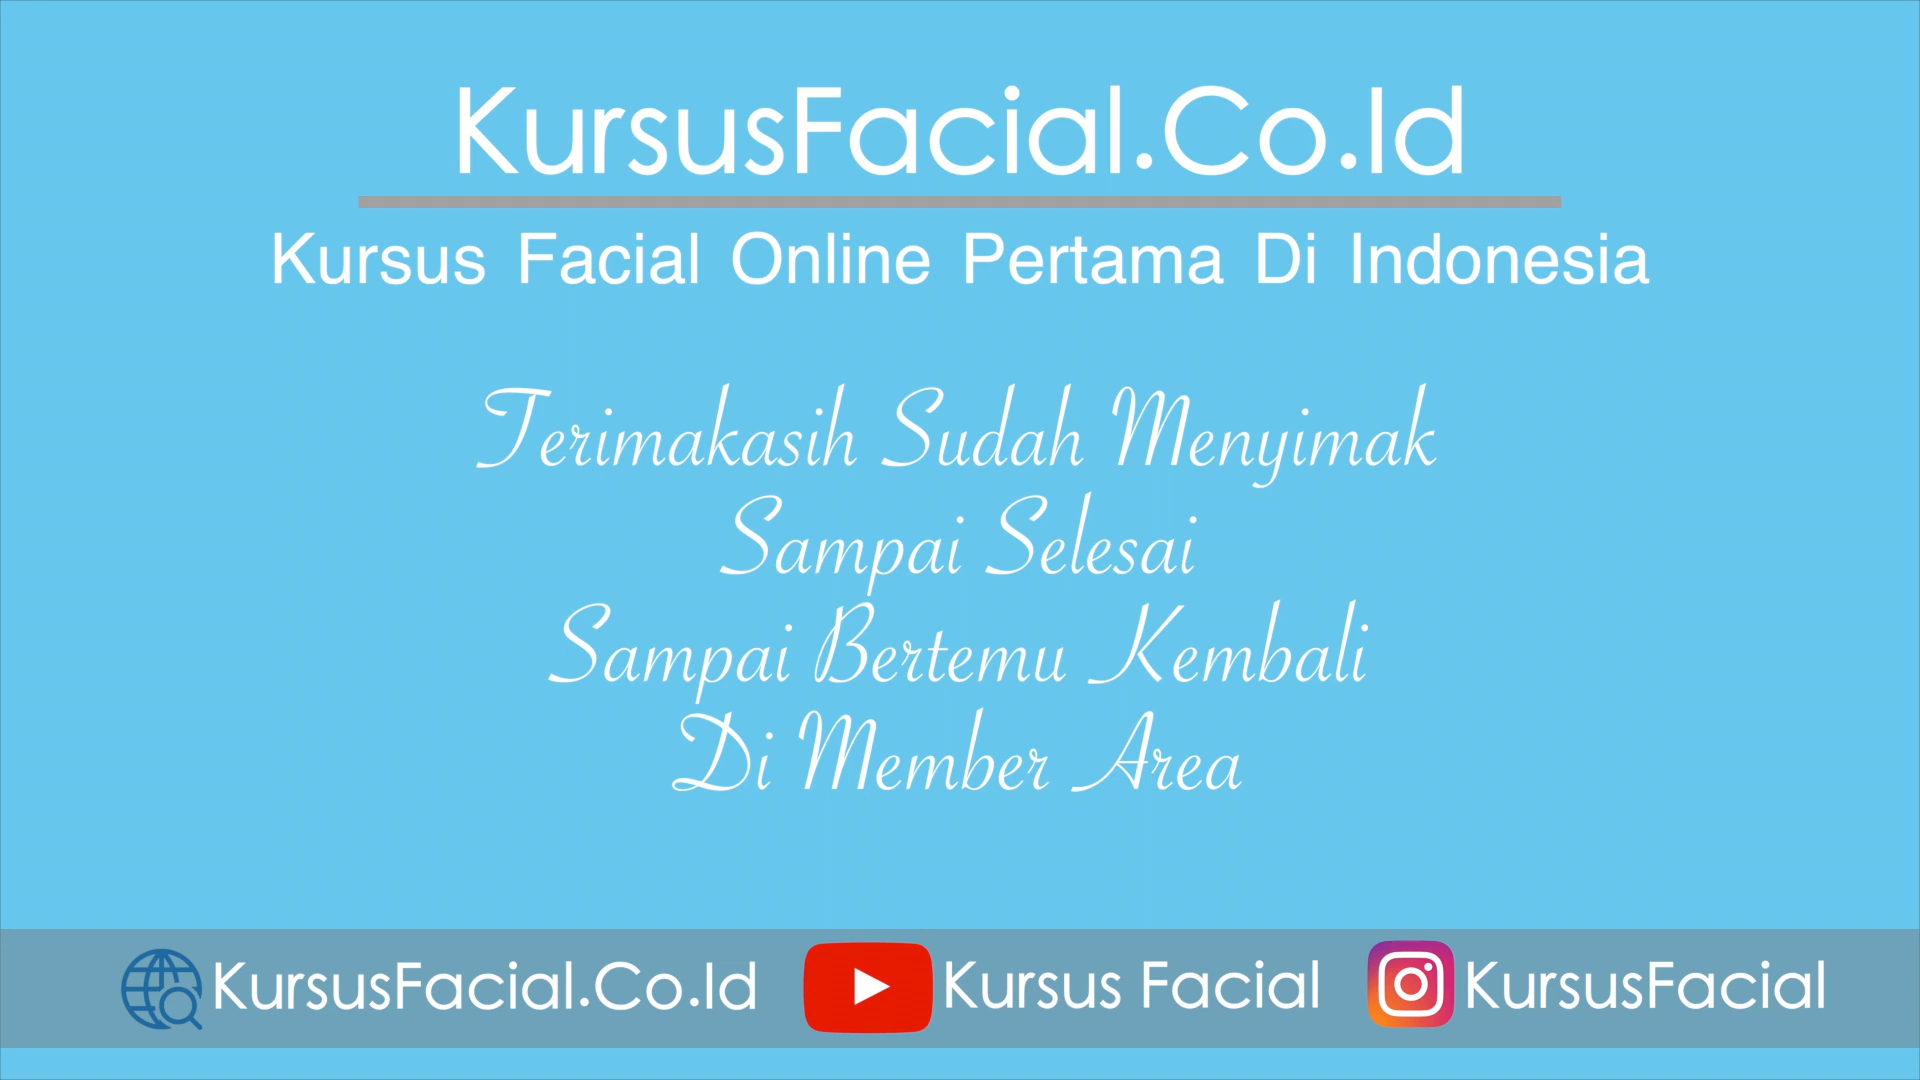 KursusFacial.Co.Id
Kursus Facial Online Pertama Di Indonesia
Terimakasih Sudah Menyimak
Sampai Selesai
Sampai Bertemu Kembali
Di Member Area
KursusFacial.Co.Id Kursus Facial KursusFacial